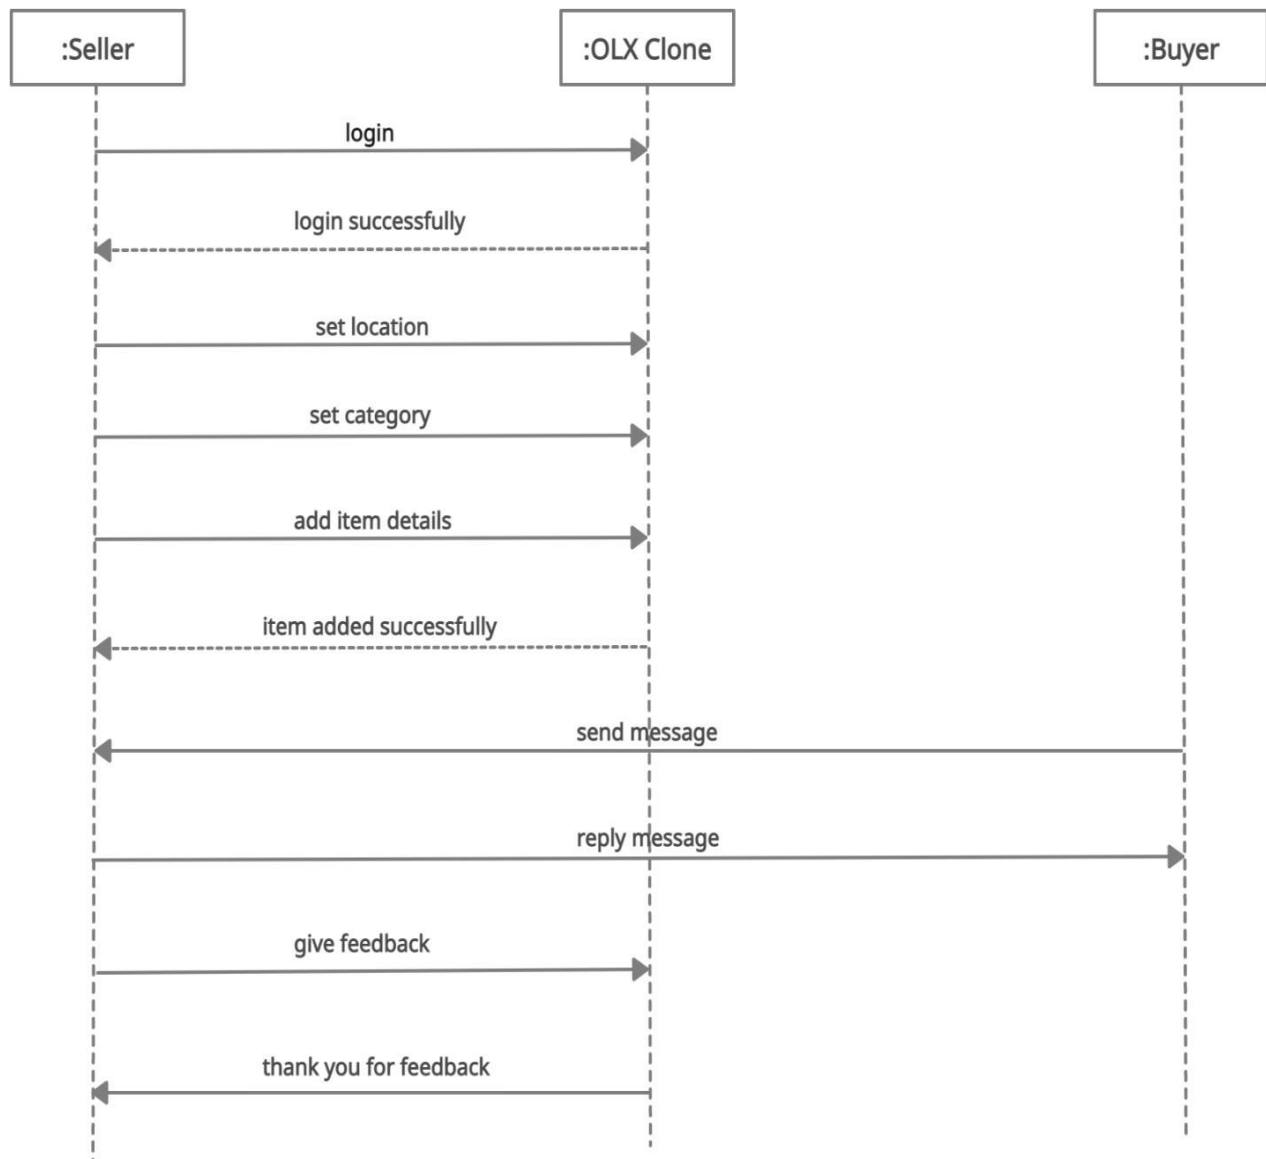 :Seller
:OLX Clone
:Buyer
login
login successfully
set location
set category
add item details
item added successfully
send message
reply message
give feedback
thank you for feedback